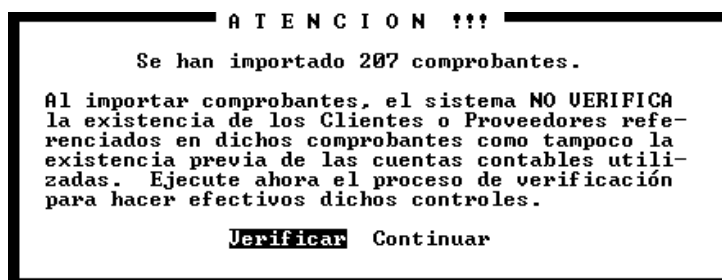 A T E N C I O N !!!
Se han importado 207 comprobantes.
Al importar comprobantes, el sistema NO VERIFICA
la existencia de los Clientes o Proveedores refe-
renciados en dichos comprobantes como tampoco la
existencia previa de las cuentas contables utili-
zadas. Ejecute ahora el proceso de verificación
para hacer efectivos dichos controles.
Verificar Continuar